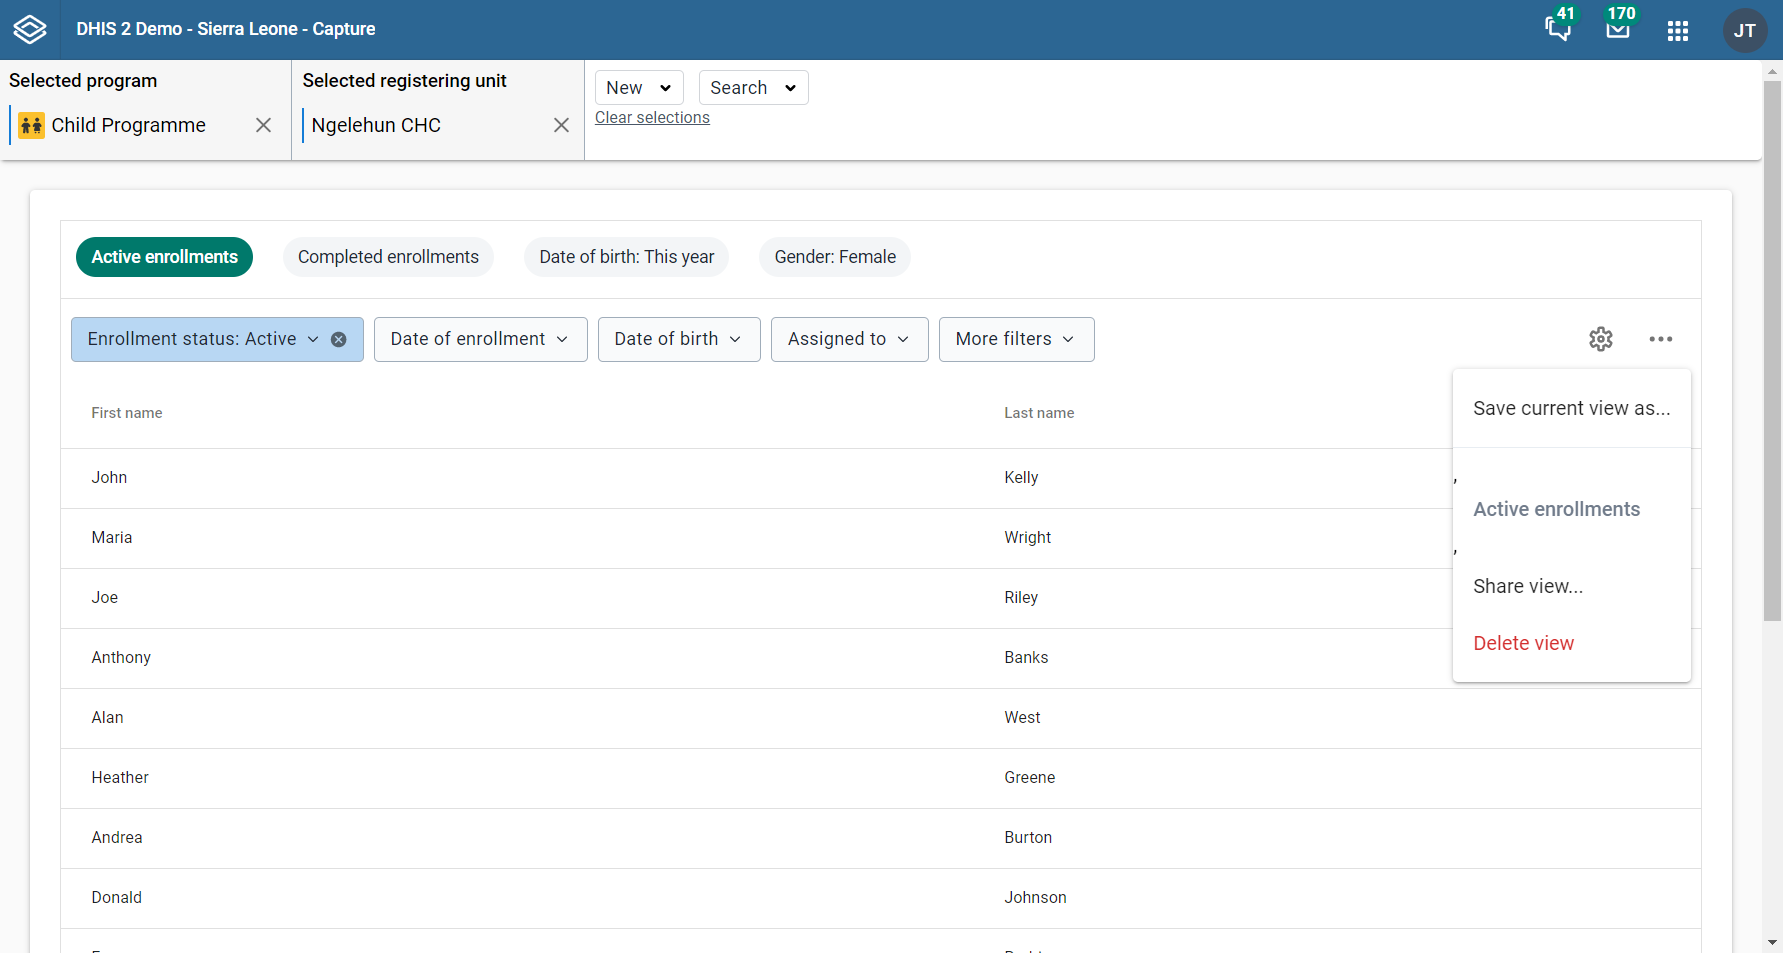 DHIS 2 Demo - Sierra Leone - Capture
41
170
JT
Selected program
Selected registering unit
Child Programme
Ngelehun CHC
New
Search
Clear selections
Active enrollments
Completed enrollments
Date of birth: This year
Gender: Female
Enrollment status: Active
Date of enrollment
Date of birth
Assigned to
More filters
Save current view as...
,
Active enrollments
,
Share view...
Delete view
First name
Last name
John
Kelly
Maria
Wright
Joe
Riley
Anthony
Banks
Alan
West
Heather
Greene
Andrea
Burton
Donald
Johnson